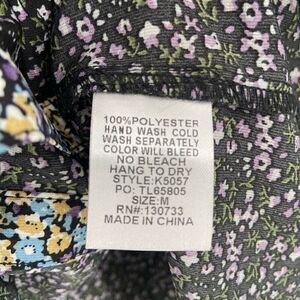 100%POLYESTER
HAND WASH COLD
WASH SEPARATELY
COLOR WILL BLEED
NO BLEACH
HANG TO DRY
STYLE:K5057
PO: TL65805
SIZE:M
RN#:130733
MADE IN CHINA